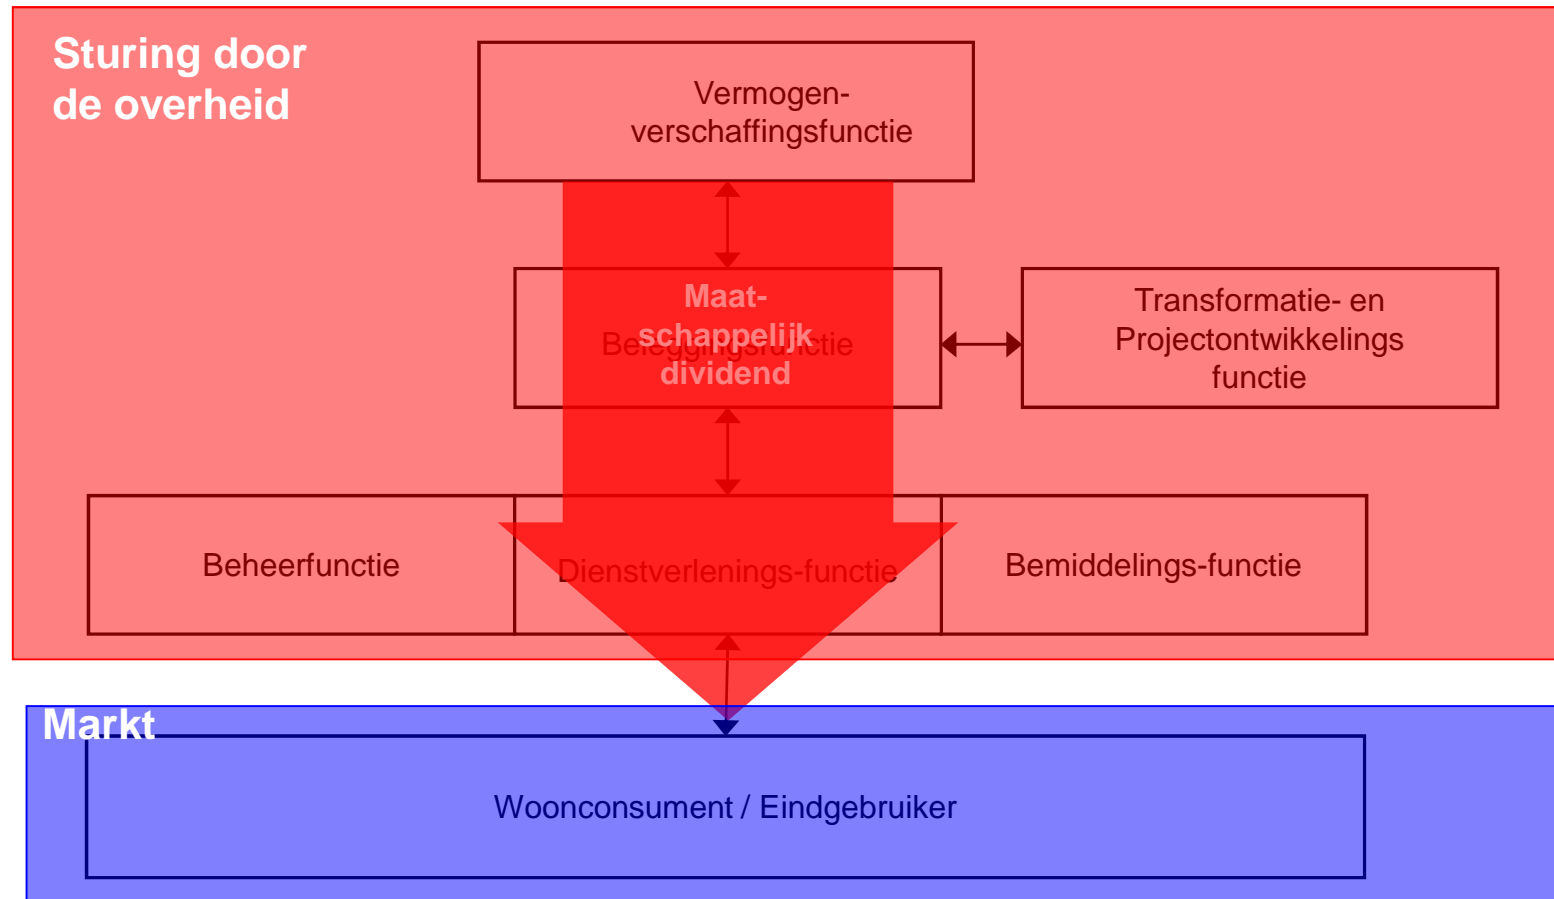 Sturing door
de overheid
Vermogen-
verschaffingsfunctie
Maat-
schappelijk
dividend
Beleggingsfunctie
Transformatie- en
Projectontwikkelings
functie
Beheerfunctie
Dienstverlenings-functie
Bemiddelings-functie
Markt
Woonconsument / Eindgebruiker